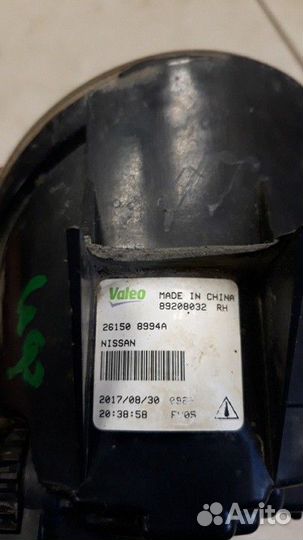 Valeo MADE IN CHINA
89208032 RH
26150 8994A
NISSAN
2017/08/30
20:38:58
Avito